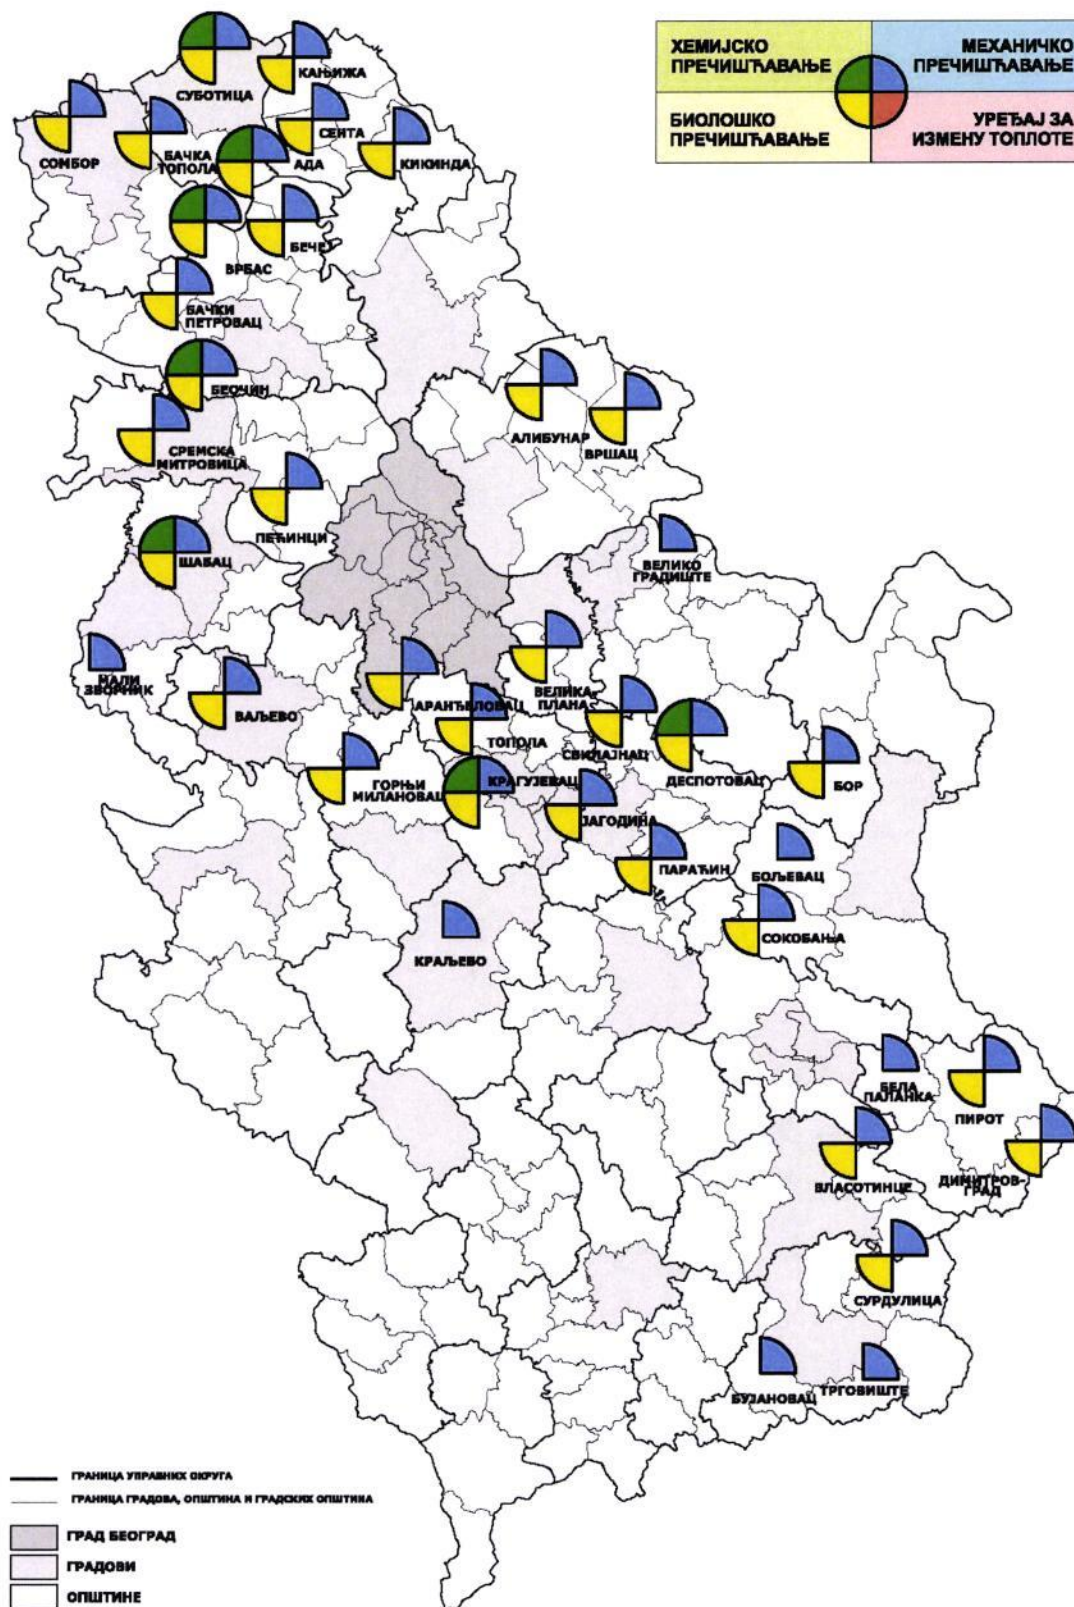 ХЕМИЈСКО
ПРЕЧИШЋАВАЊЕ
МЕХАНИЧКО
ПРЕЧИШЋАВАЊЕ
БИОЛОШКО
ПРЕЧИШЋАВАЊЕ
УРЕЂАЈ ЗА
ИЗМЕНУ ТОПЛОТЕ
СУБОТИЦА
КАЊИЖА
СОМБОР
БАЧКА
ТОПОЛА
СЕНТА
АДА
КИКИНДА
ВРБАС
БЕЧЕЈ
БАЧКИ
ПЕТРОВАЦ
БЕОЧИН
СРЕМСКА
МИТРОВИЦА
АЛИБУНАР
ВРШАЦ
ПЕЋИНЦИ
ШАБАЦ
ВЕЛИКО
ГРАДИШТЕ
МАЛИ
ЗВОРНИК
ВАЉЕВО
АРАНЂЕЛОВАЦ
ВЕЛИКА
ПЛАНА
ТОПОЛА
СВИЛАЈНАЦ
ДЕСПОТОВАЦ
БОР
ГОРЊИ
МИЛАНОВАЦ
КРАГУЈЕВАЦ
ЈАГОДИНА
ПАРАЋИН
БОЉЕВАЦ
СОКОБАЊА
КРАЉЕВО
БЕЛА
ПАЛАНКА
ПИРОТ
ВЛАСОТИНЦЕ
ДИМИТРОВ-
ГРАД
СУРДУЛИЦА
БУЈАНОВАЦ
ТРГОВИШТЕ
ГРАНИЦА УПРАВНИХ ОКРУГА
ГРАНИЦА ГРАДОВА, ОПШТИНА И ГРАДСКИХ ОПШТИНА
ГРАД БЕОГРАД
ГРАДОВИ
ОПШТИНЕ